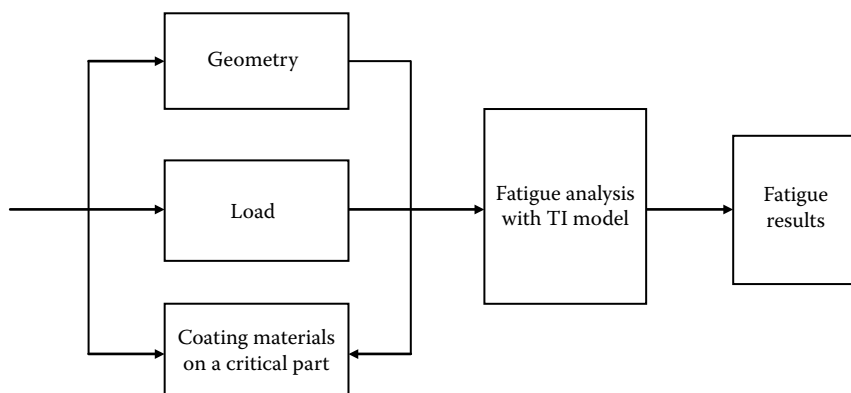 Geometry
Load
Coating materials
on a critical part
Fatigue analysis
with TI model
Fatigue
results